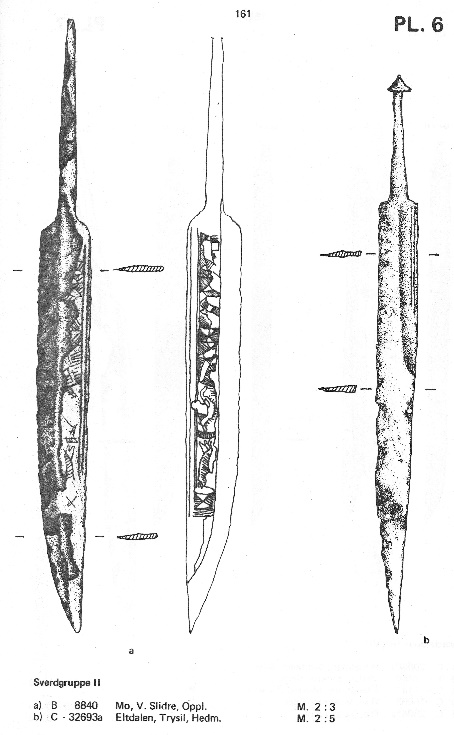 161
PL. 6
a
b
Sverdgruppe II
a) B - 8840 Mo, V. Slidre, Oppl. M. 2:3
b) C - 32693a Eltdalen, Trysil, Hedm. M. 2:5